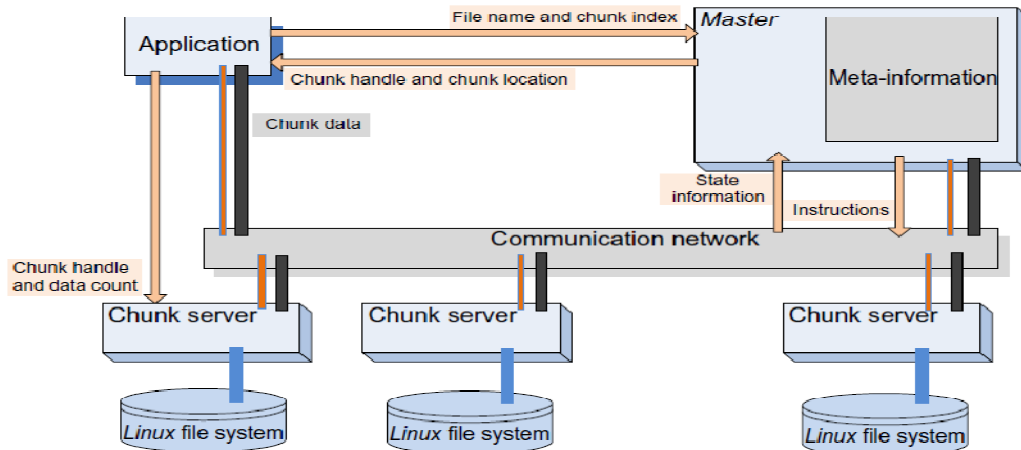 File name and chunk index
Master
Application
Chunk handle and chunk location
Meta-information
Chunk data
State
information
Instructions
Communication network
Chunk handle
and data count
Chunk server
Chunk server
Chunk server
Linux file system
Linux file system
Linux file system